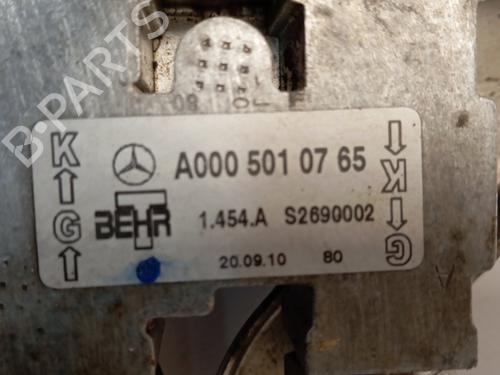 B-PARTS
K
G
A000 501 07 65
BEHR
1.454.A S2690002
20.09.10 80
K
G
A